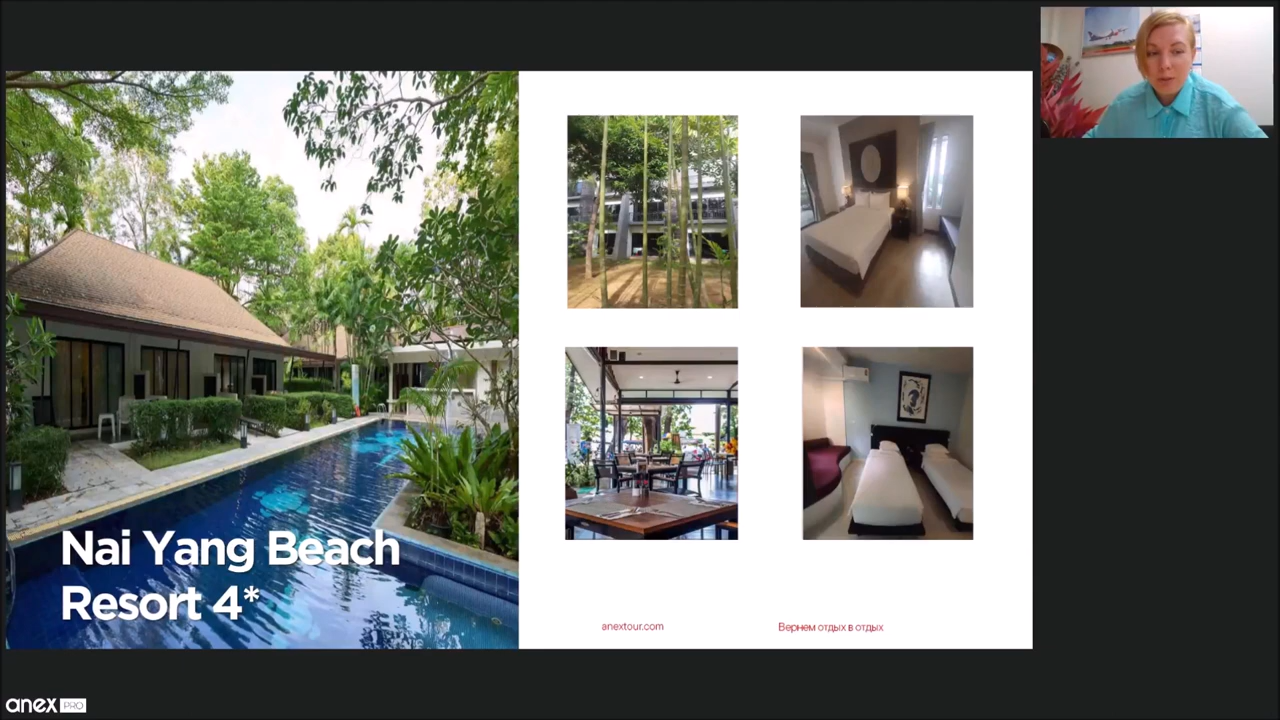 Nai Yang Beach
Resort 4*
anextour.com
Вернем отдых в отдых
anex PRO